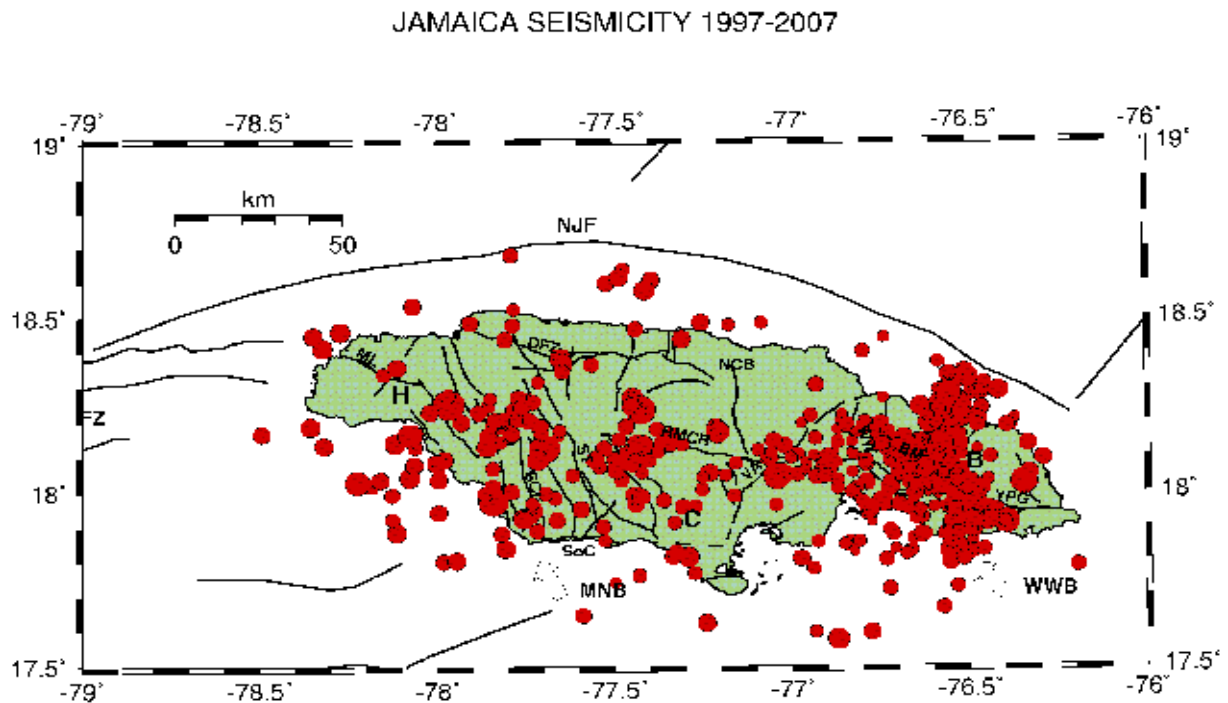 JAMAICA SEISMICITY 1997-2007
-79° -78.5° -78° -77.5° -77° -76.5° -76°
19° 19°
km
0 50
NJF
18.5° 18.5°
DFZ
ML
NCB
H
FZ
RMCR
BM
B
18° 18°
YPG
C
SoC
MNB
WWB
17.5° 17.5°
-79° -78.5° -78° -77.5° -77° -76.5° -76°